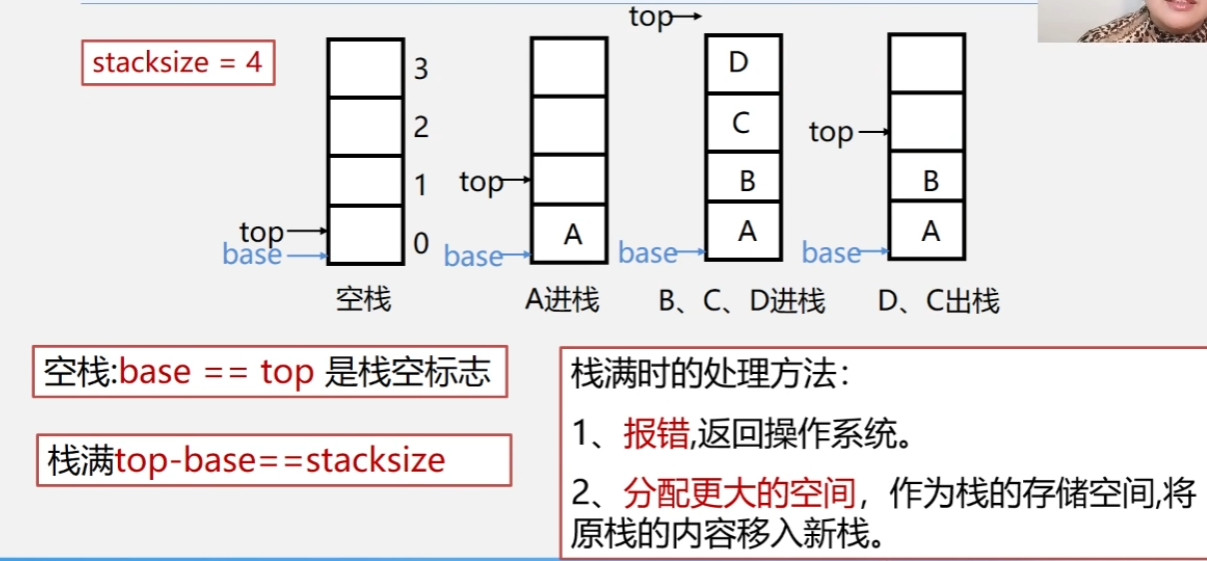 top
stacksize = 4
3
2
1
0
top
base
top
A
base
D
C
B
A
base
top
B
A
base
空栈
A进栈
B、C、D进栈
D、C出栈
空栈:base == top 是栈空标志
栈满top-base==stacksize
栈满时的处理方法：
1、报错,返回操作系统。
2、分配更大的空间，作为栈的存储空间,将
原栈的内容移入新栈。